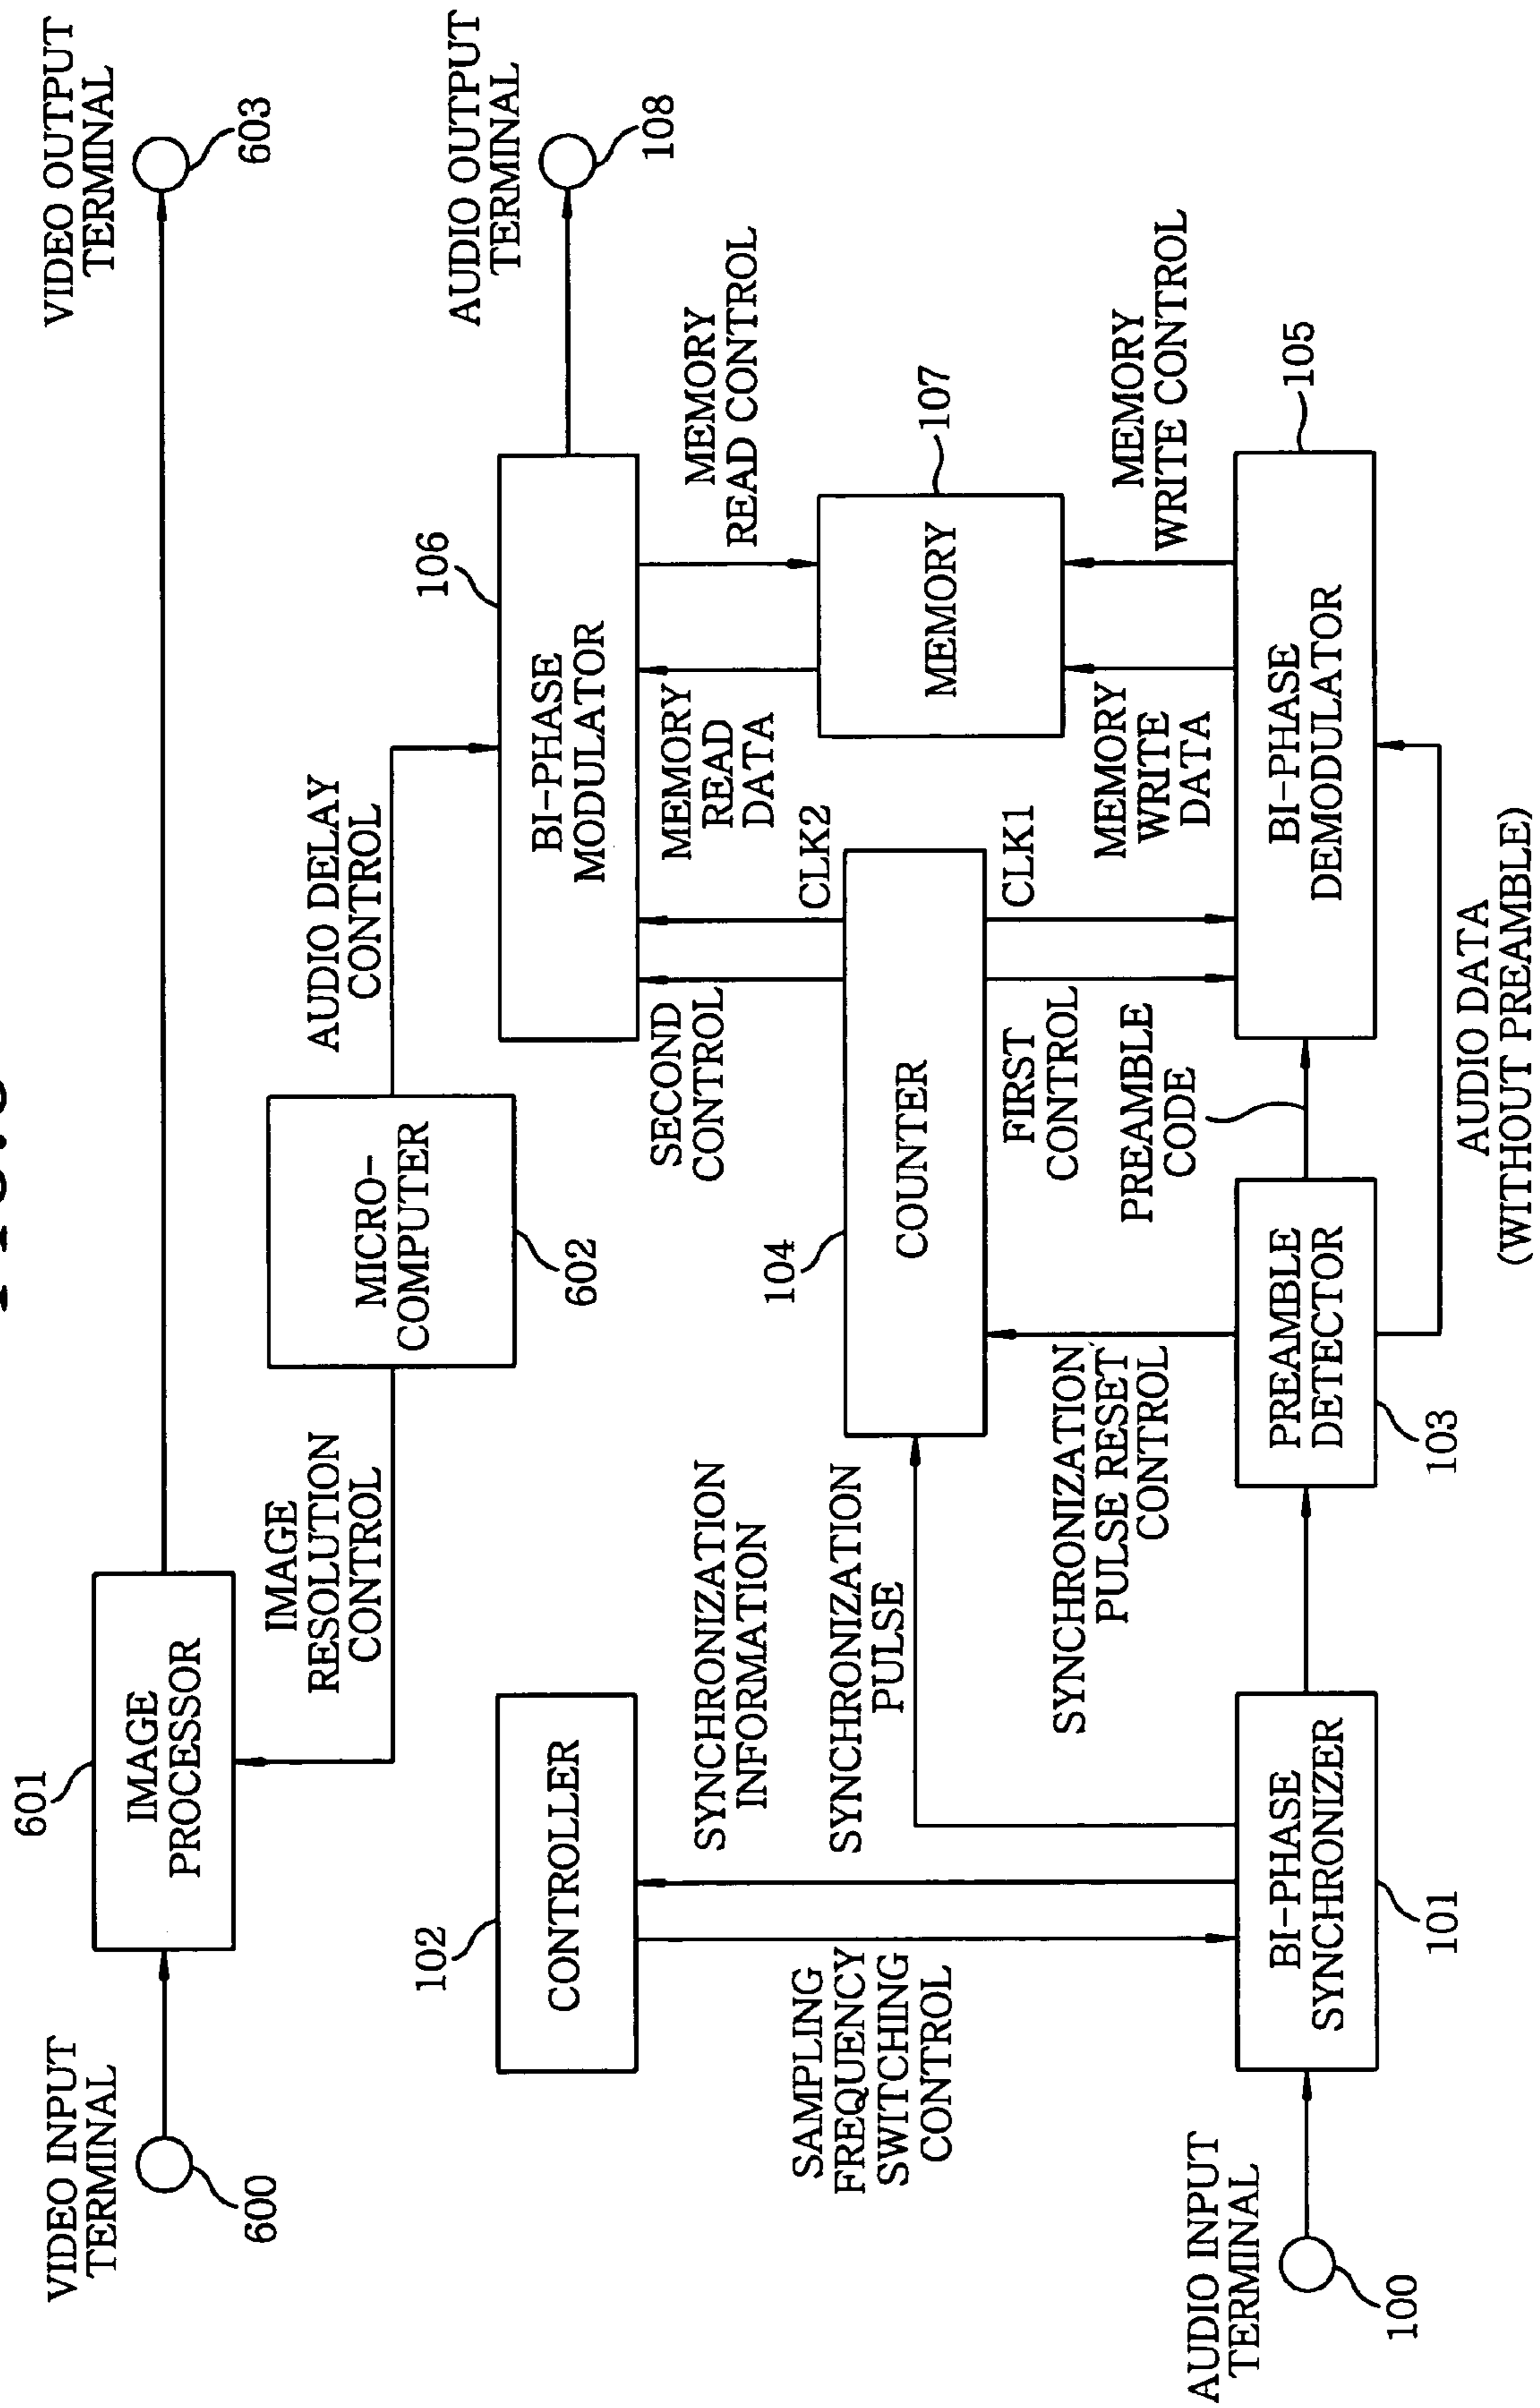 VIDEO INPUT
TERMINAL
600
601
IMAGE
PROCESSOR
VIDEO OUTPUT
TERMINAL
603
IMAGE
RESOLUTION
CONTROL
MICRO-
COMPUTER
602
AUDIO DELAY
CONTROL
102
CONTROLLER
106
BI-PHASE
MODULATOR
AUDIO OUTPUT
TERMINAL
108
SAMPLING
FREQUENCY
SWITCHING
CONTROL
SYNCHRONIZATION
INFORMATION
SYNCHRONIZATION
PULSE
SECOND
CONTROL
CLK2
MEMORY
READ
DATA
MEMORY
READ CONTROL
104
COUNTER
MEMORY
107
SYNCHRONIZATION
PULSE RESET
CONTROL
FIRST
CONTROL
CLK1
PREAMBLE
CODE
MEMORY
WRITE
DATA
MEMORY
WRITE CONTROL
AUDIO INPUT
TERMINAL
100
BI-PHASE
SYNCHRONIZER
101
PREAMBLE
DETECTOR
103
BI-PHASE
DEMODULATOR
105
AUDIO DATA
(WITHOUT PREAMBLE)